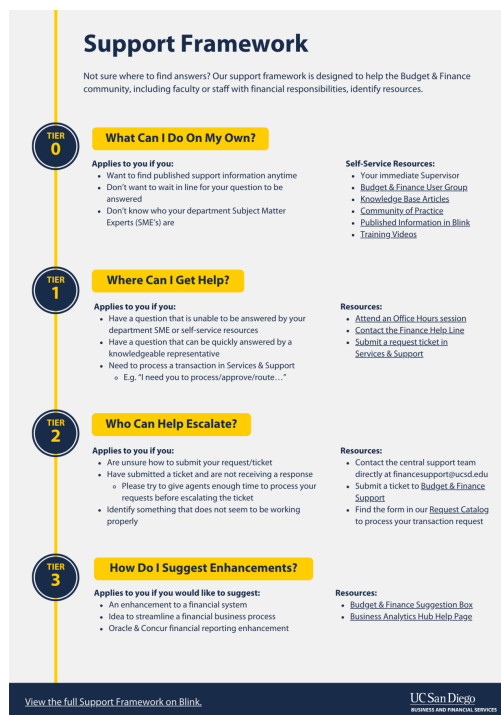 Support Framework
Not sure where to find answers? Our support framework is designed to help the Budget & Finance
community, including faculty or staff with financial responsibilities, identify resources.
TIER
0
What Can I Do On My Own?
Applies to you if you:
• Want to find published support information anytime
• Don't want to wait in line for your question to be
answered
• Don't know who your department Subject Matter
Experts (SME's) are
Self-Service Resources:
• Your immediate Supervisor
• Budget & Finance User Group
• Knowledge Base Articles
• Community of Practice
• Published Information in Blink
• Training Videos
TIER
1
Where Can I Get Help?
Applies to you if you:
• Have a question that is unable to be answered by your
department SME or self-service resources
• Have a question that can be quickly answered by a
knowledgeable representative
• Need to process a transaction in Services & Support
o E.g. "I need you to process/approve/route…"
Resources:
• Attend an Office Hours session
• Contact the Finance Help Line
• Submit a request ticket in
Services & Support
TIER
2
Who Can Help Escalate?
Applies to you if you:
• Are unsure how to submit your request/ticket
• Have submitted a ticket and are not receiving a response
o Please try to give agents enough time to process your
requests before escalating the ticket
• Identify something that does not seem to be working
properly
Resources:
• Contact the central support team
directly at financesupport@ucsd.edu
• Submit a ticket to Budget & Finance
Support
• Find the form in our Request Catalog
to process your transaction request
TIER
3
How Do I Suggest Enhancements?
Applies to you if you would like to suggest:
• An enhancement to a financial system
• Idea to streamline a financial business process
• Oracle & Concur financial reporting enhancement
Resources:
• Budget & Finance Suggestion Box
• Business Analytics Hub Help Page
View the full Support Framework on Blink.
UC San Diego
BUSINESS AND FINANCIAL SERVICES